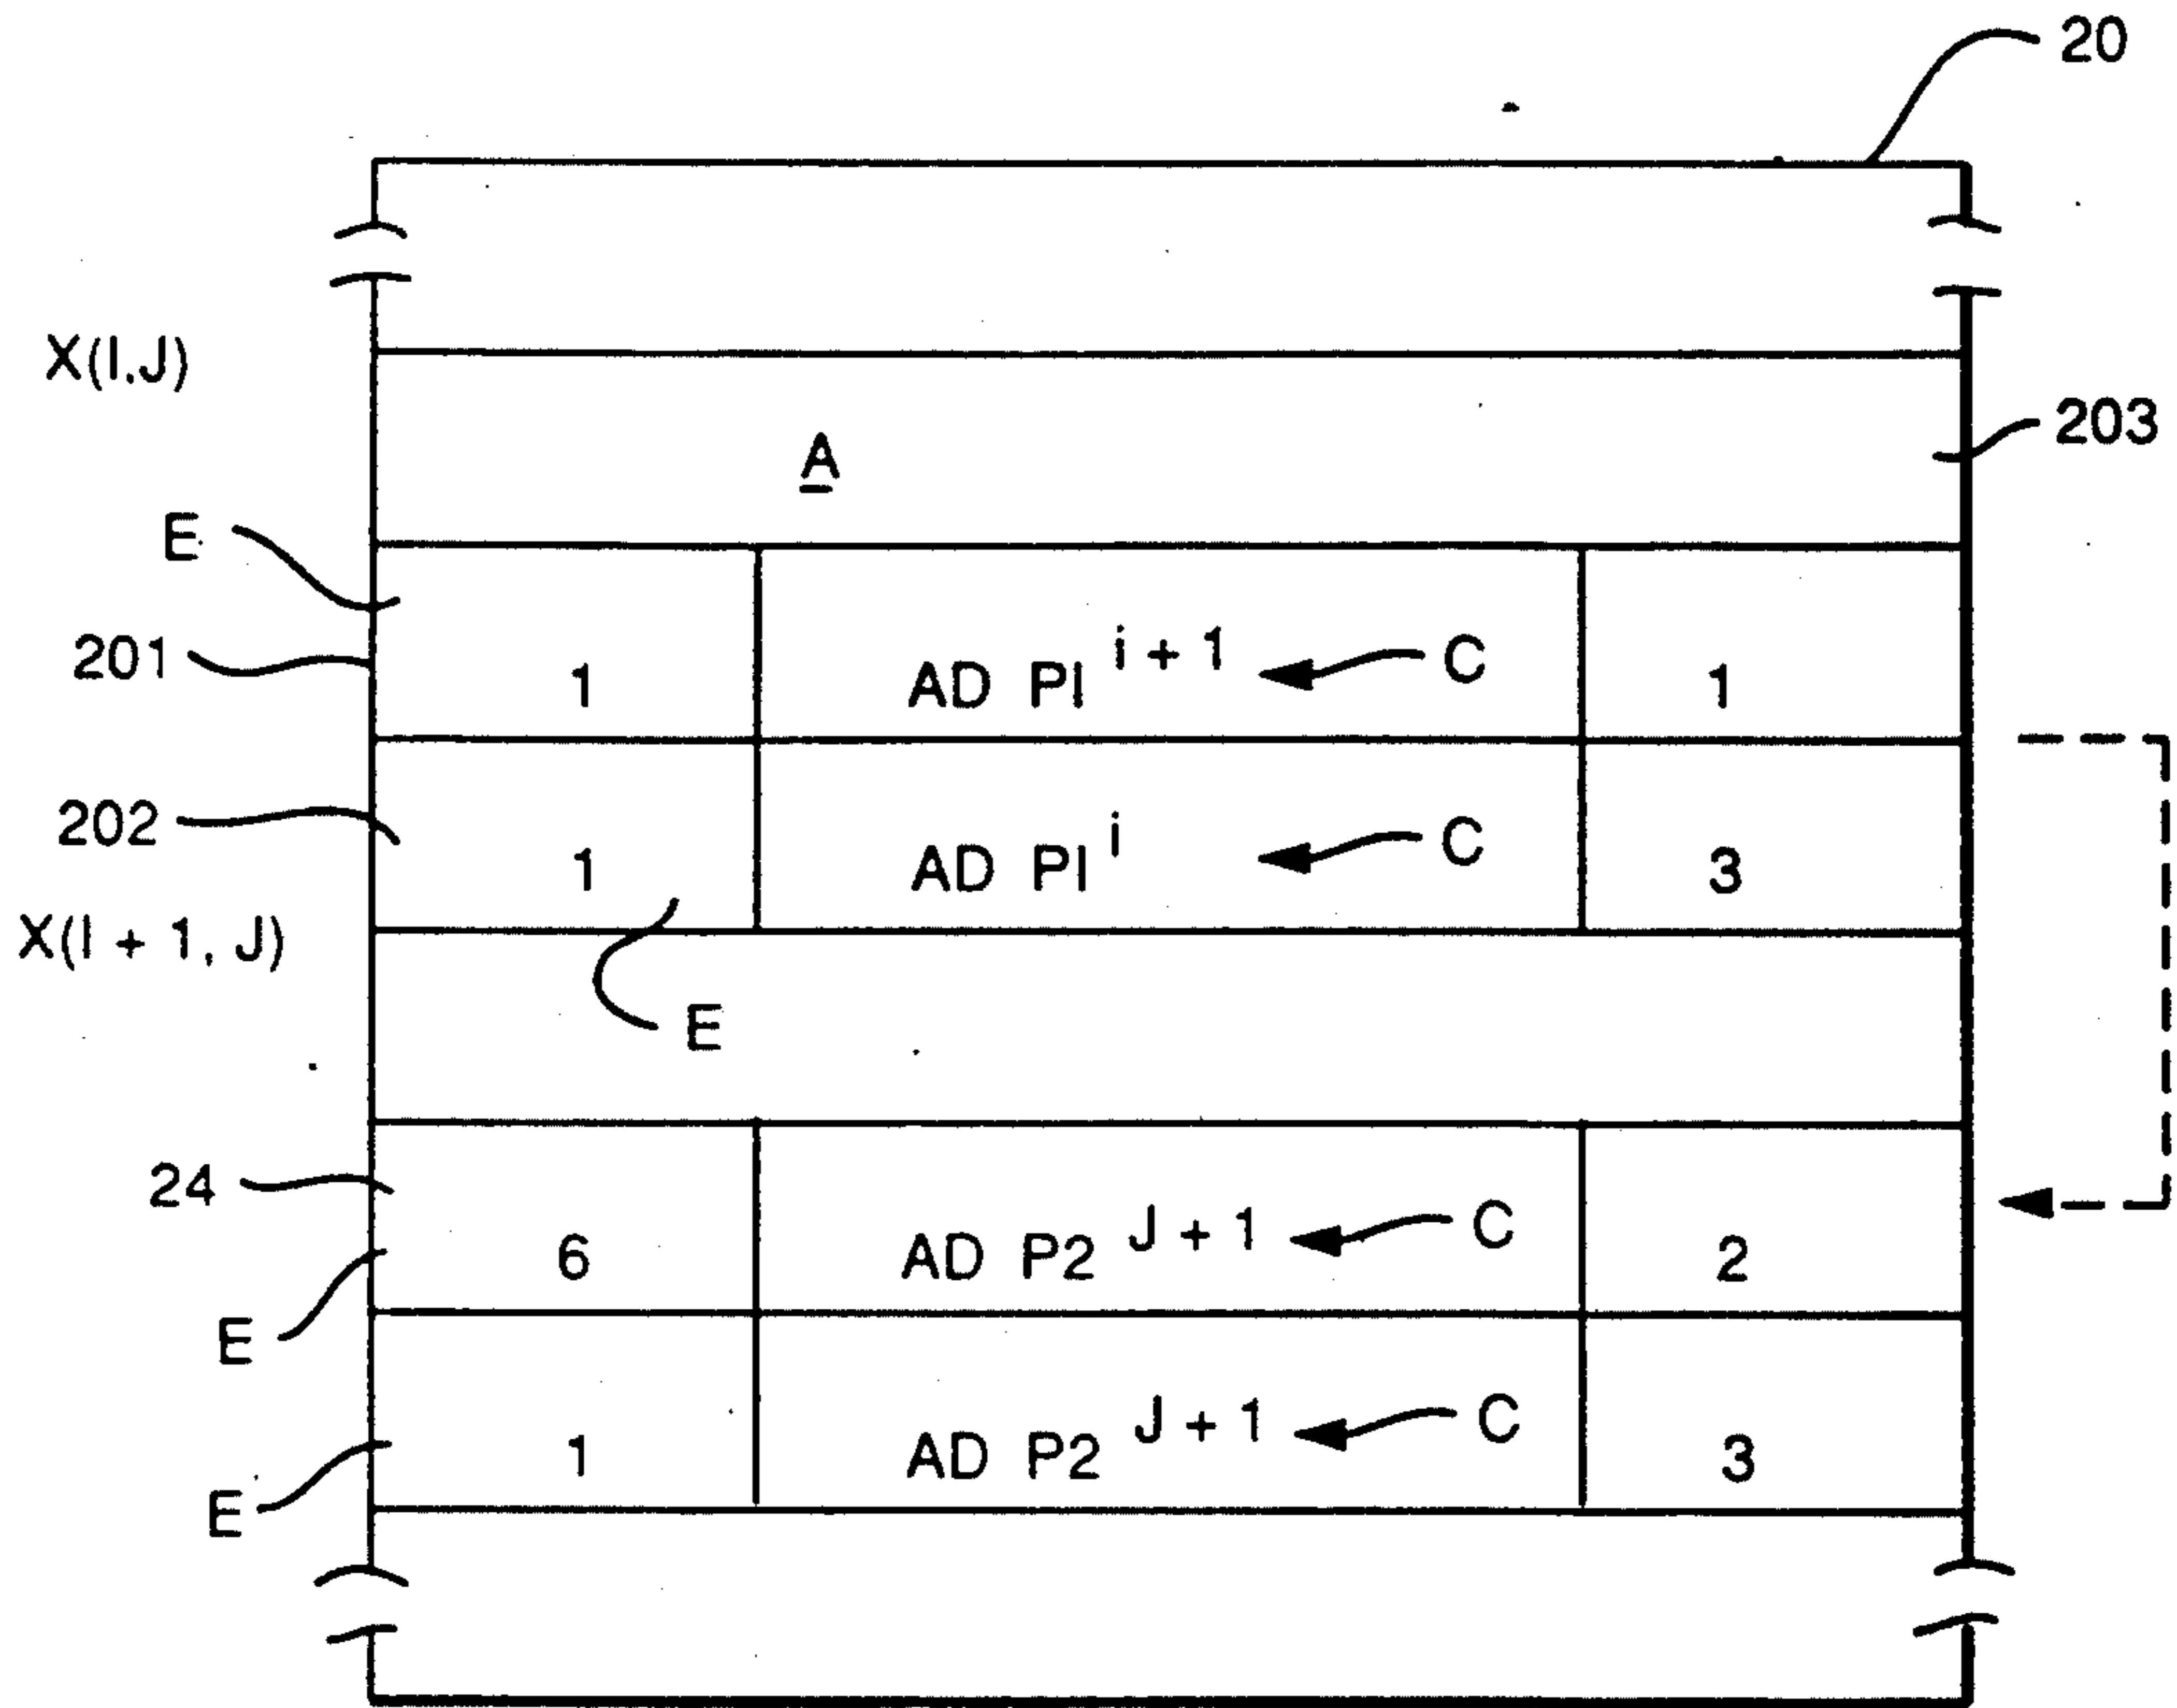 20
X(I.J)
A
203
E
201
1 AD PI i + 1 C 1
202
1 AD PI i C 3
X(I + 1, J)
E
24
6 AD P2 J + 1 C 2
E
1 AD P2 J + 1 C 3
E